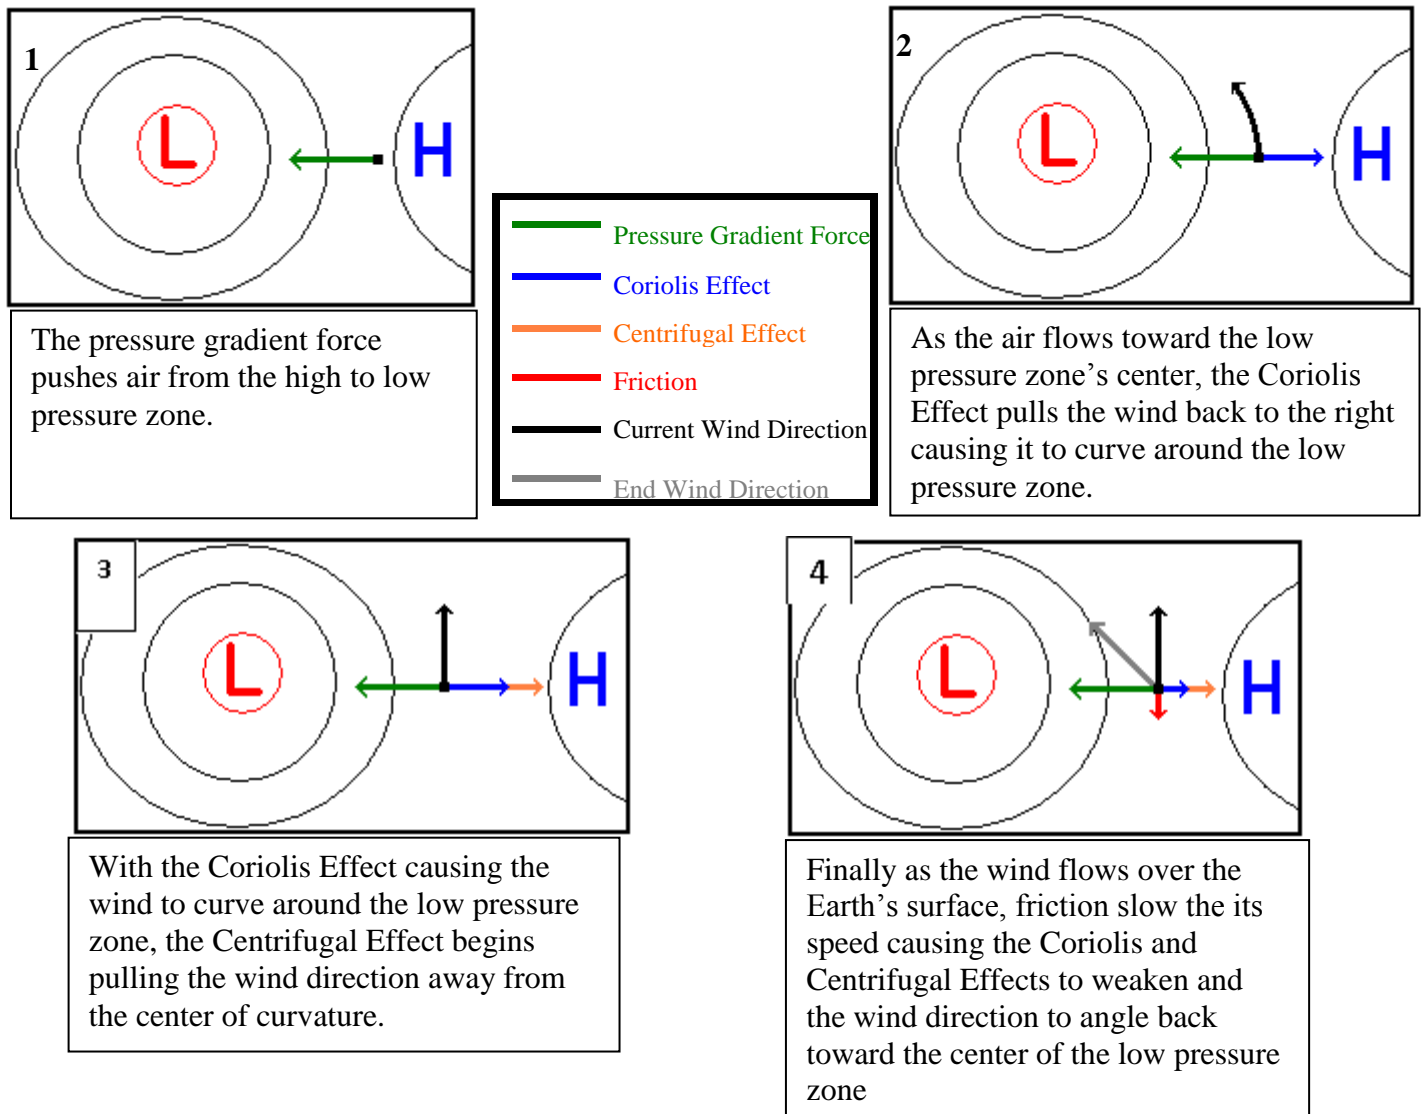 1
L
H
The pressure gradient force
pushes air from the high to low
pressure zone.
Pressure Gradient Force
Coriolis Effect
Centrifugal Effect
Friction
Current Wind Direction
End Wind Direction
2
L
H
As the air flows toward the low
pressure zone’s center, the Coriolis
Effect pulls the wind back to the right
causing it to curve around the low
pressure zone.
3
L
H
With the Coriolis Effect causing the
wind to curve around the low pressure
zone, the Centrifugal Effect begins
pulling the wind direction away from
the center of curvature.
4
L
H
Finally as the wind flows over the
Earth’s surface, friction slow the its
speed causing the Coriolis and
Centrifugal Effects to weaken and
the wind direction to angle back
toward the center of the low pressure
zone